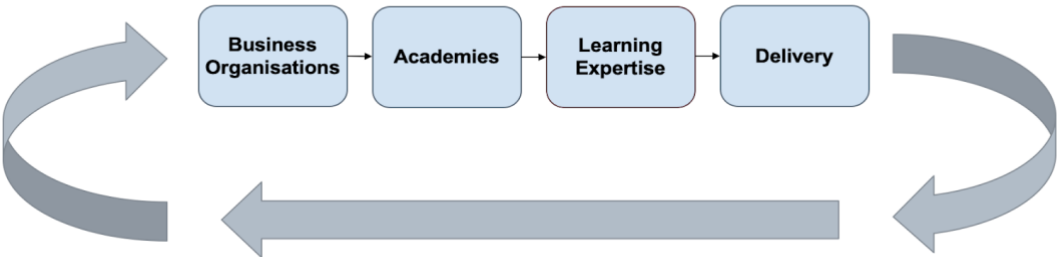 Business
Organisations
Academies
Learning
Expertise
Delivery